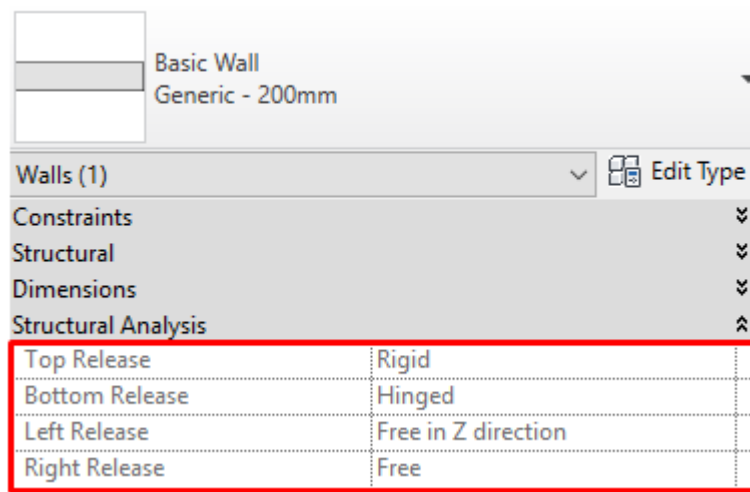 Basic Wall
Generic - 200mm
Walls (1) Edit Type
Constraints
Structural
Dimensions
Structural Analysis
Top Release Rigid
Bottom Release Hinged
Left Release Free in Z direction
Right Release Free